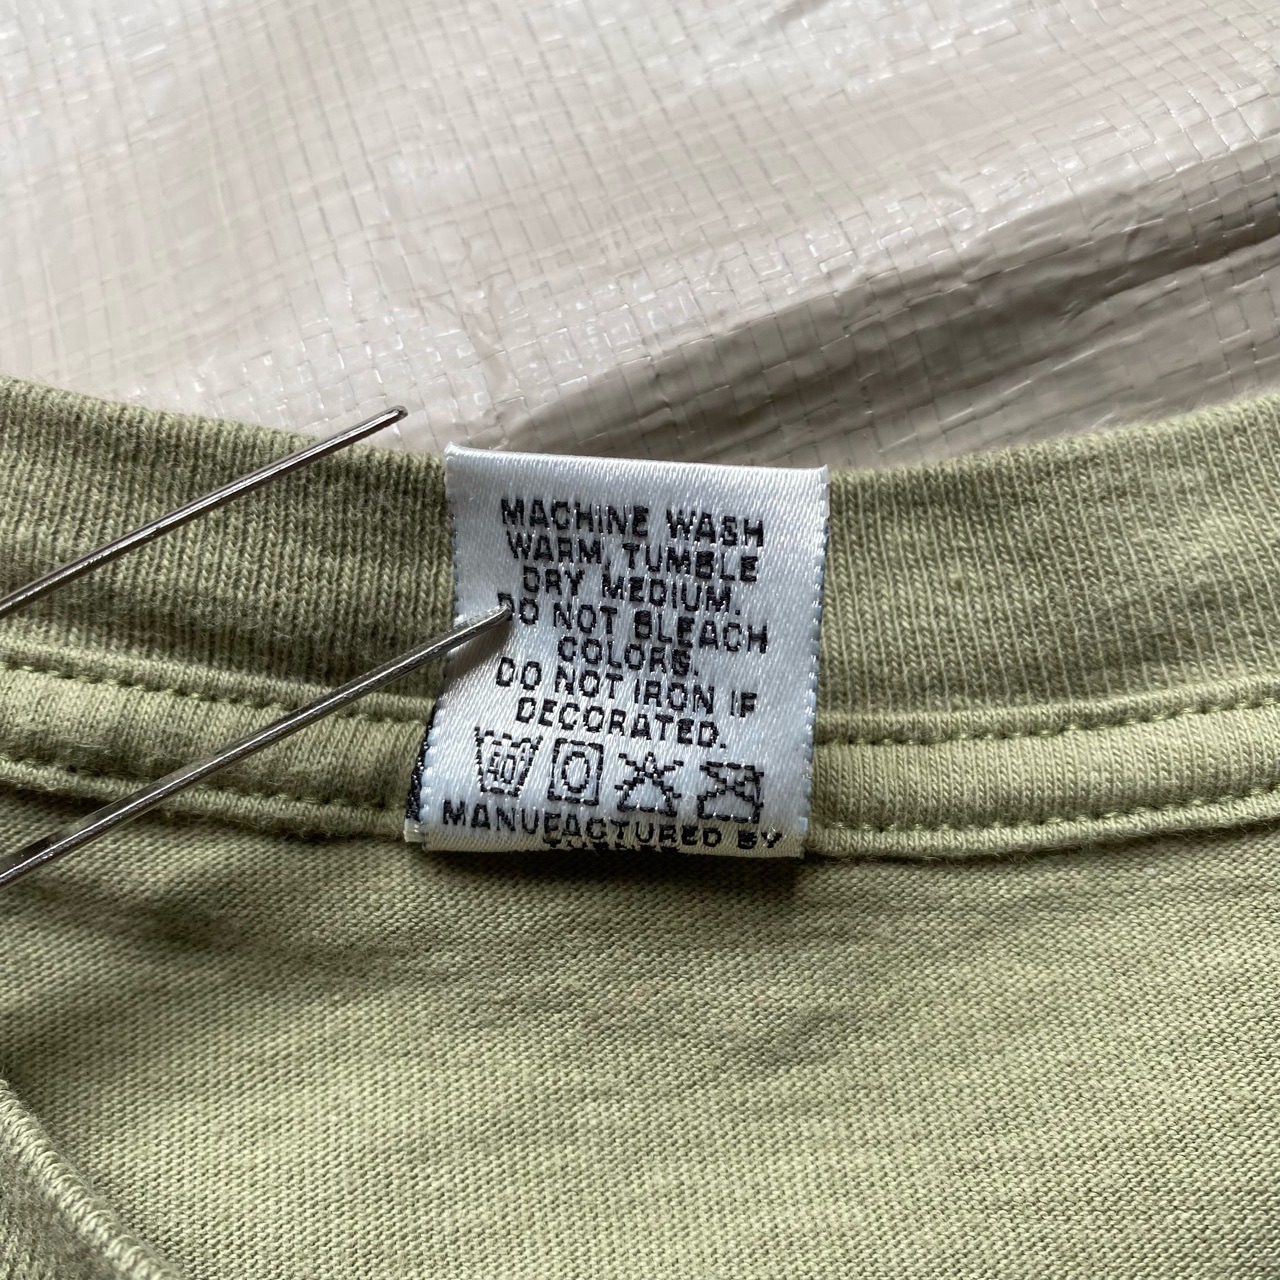 MACHINE WASH
WARM, TUMBLE
DRY MEDIUM.
DO NOT BLEACH
COLORS.
DO NOT IRON IF
DECORATED.
40
MANUFACTURED BY